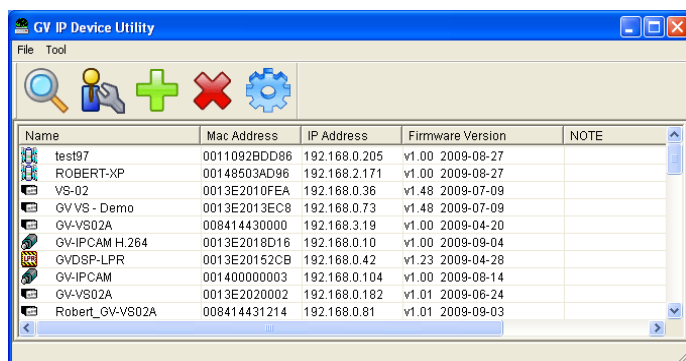 GV IP Device Utility
File Tool
Name Mac Address IP Address Firmware Version NOTE
test97 0011092BDD86 192.168.0.205 v1.00 2009-08-27
ROBERT-XP 00148503AD96 192.168.2.171 v1.00 2009-08-27
VS-02 0013E2010FEA 192.168.0.36 v1.48 2009-07-09
GV VS - Demo 0013E2013EC8 192.168.0.73 v1.48 2009-07-09
GV-VS02A 008414430000 192.168.3.19 v1.00 2009-04-20
GV-IPCAM H.264 0013E2018D16 192.168.0.10 v1.00 2009-09-04
LPR GVDSP-LPR 0013E20152CB 192.168.0.42 v1.23 2009-04-28
GV-IPCAM 001400000003 192.168.0.104 v1.00 2009-08-14
GV-VS02A 0013E2020002 192.168.0.182 v1.01 2009-06-24
Robert_GV-VS02A 008414431214 192.168.0.81 v1.01 2009-09-03